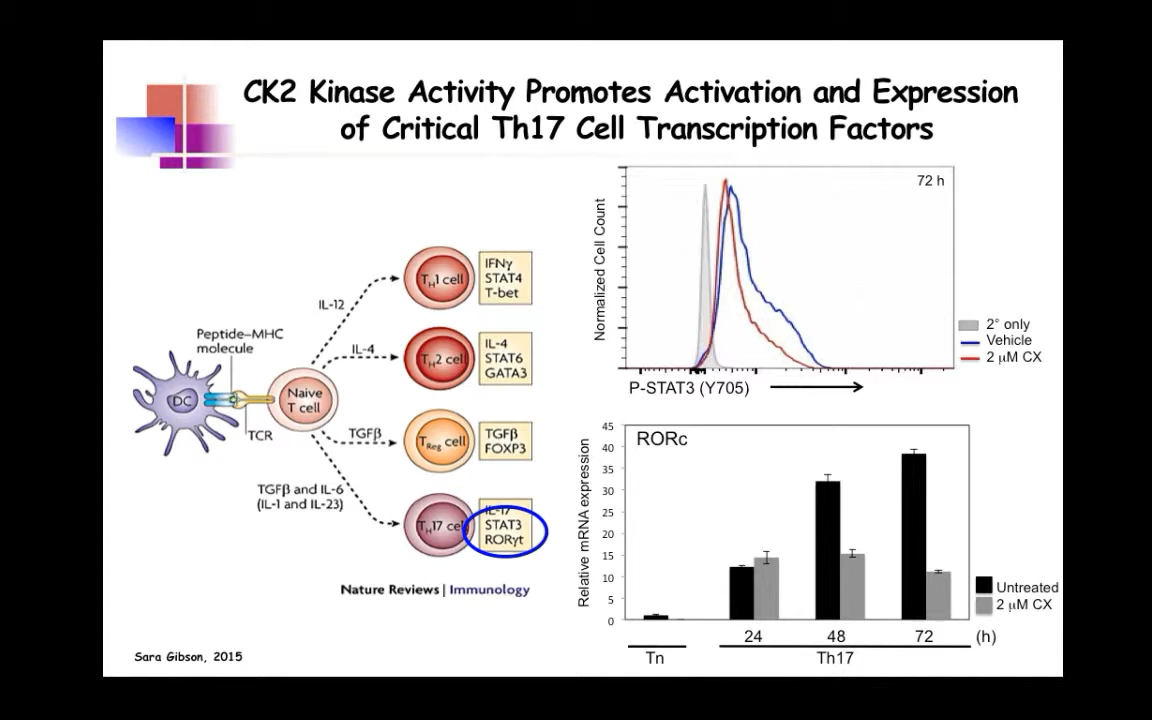 CK2 Kinase Activity Promotes Activation and Expression
of Critical Th17 Cell Transcription Factors
IL-12
TH1 cell
IFNγ
STAT4
T-bet
Peptide–MHC
molecule
IL-4
TH2 cell
IL-4
STAT6
GATA3
DC
Naive
T cell
TCR
TGFβ
TReg cell
TGFβ
FOXP3
TGFβ and IL-6
(IL-1 and IL-23)
TH17 cell
IL-17
STAT3
RORγt
Nature Reviews | Immunology
Sara Gibson, 2015
Normalized Cell Count
72 h
P-STAT3 (Y705)
2° only
Vehicle
2 μM CX
Relative mRNA expression
RORc
45
40
35
30
25
20
15
10
5
0
24 48 72 (h)
Tn Th17
Untreated
2 μM CX